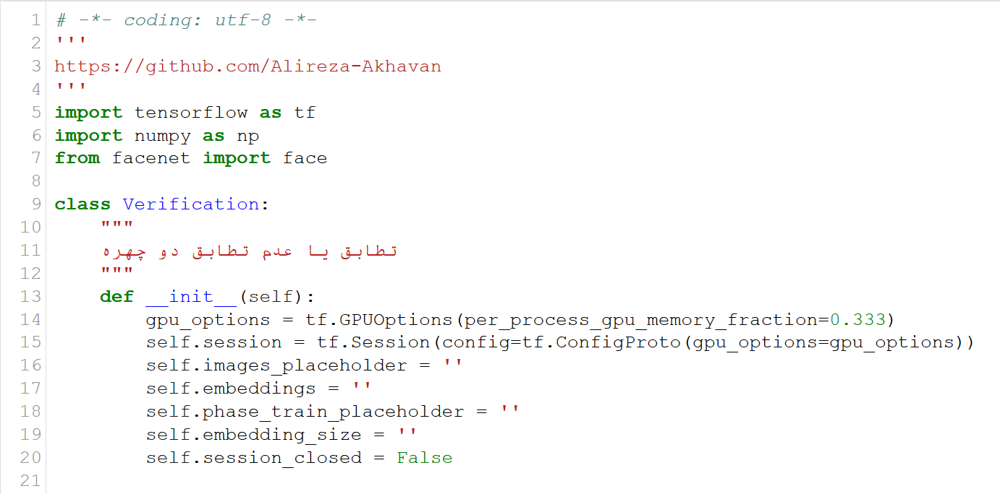 1 # -*- coding: utf-8 -*-
2 '''
3 https://github.com/Alireza-Akhavan
4 '''
5 import tensorflow as tf
6 import numpy as np
7 from facenet import face
8
9 class Verification:
10     """
11     تطابق یا عدم تطابق دو چهره
12     """
13     def __init__(self):
14         gpu_options = tf.GPUOptions(per_process_gpu_memory_fraction=0.333)
15         self.session = tf.Session(config=tf.ConfigProto(gpu_options=gpu_options))
16         self.images_placeholder = ''
17         self.embeddings = ''
18         self.phase_train_placeholder = ''
19         self.embedding_size = ''
20         self.session_closed = False
21